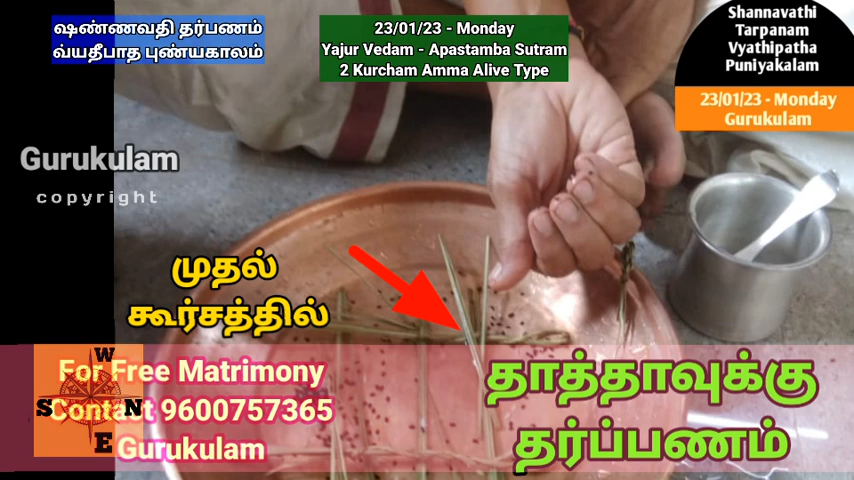 ஷண்ணவதி தர்பணம்
வ்யதீபாத புண்யகாலம்
23/01/23 - Monday
Yajur Vedam - Apastamba Sutram
2 Kurcham Amma Alive Type
Shannavathi
Tarpanam
Vyathipatha
Puniyakalam
23/01/23 - Monday
Gurukulam
Gurukulam
copyright
முதல்
கூர்சத்தில்
For Free Matrimony
Contact 9600757365
Gurukulam
W
S N
E
தாத்தாவுக்கு
தர்ப்பணம்